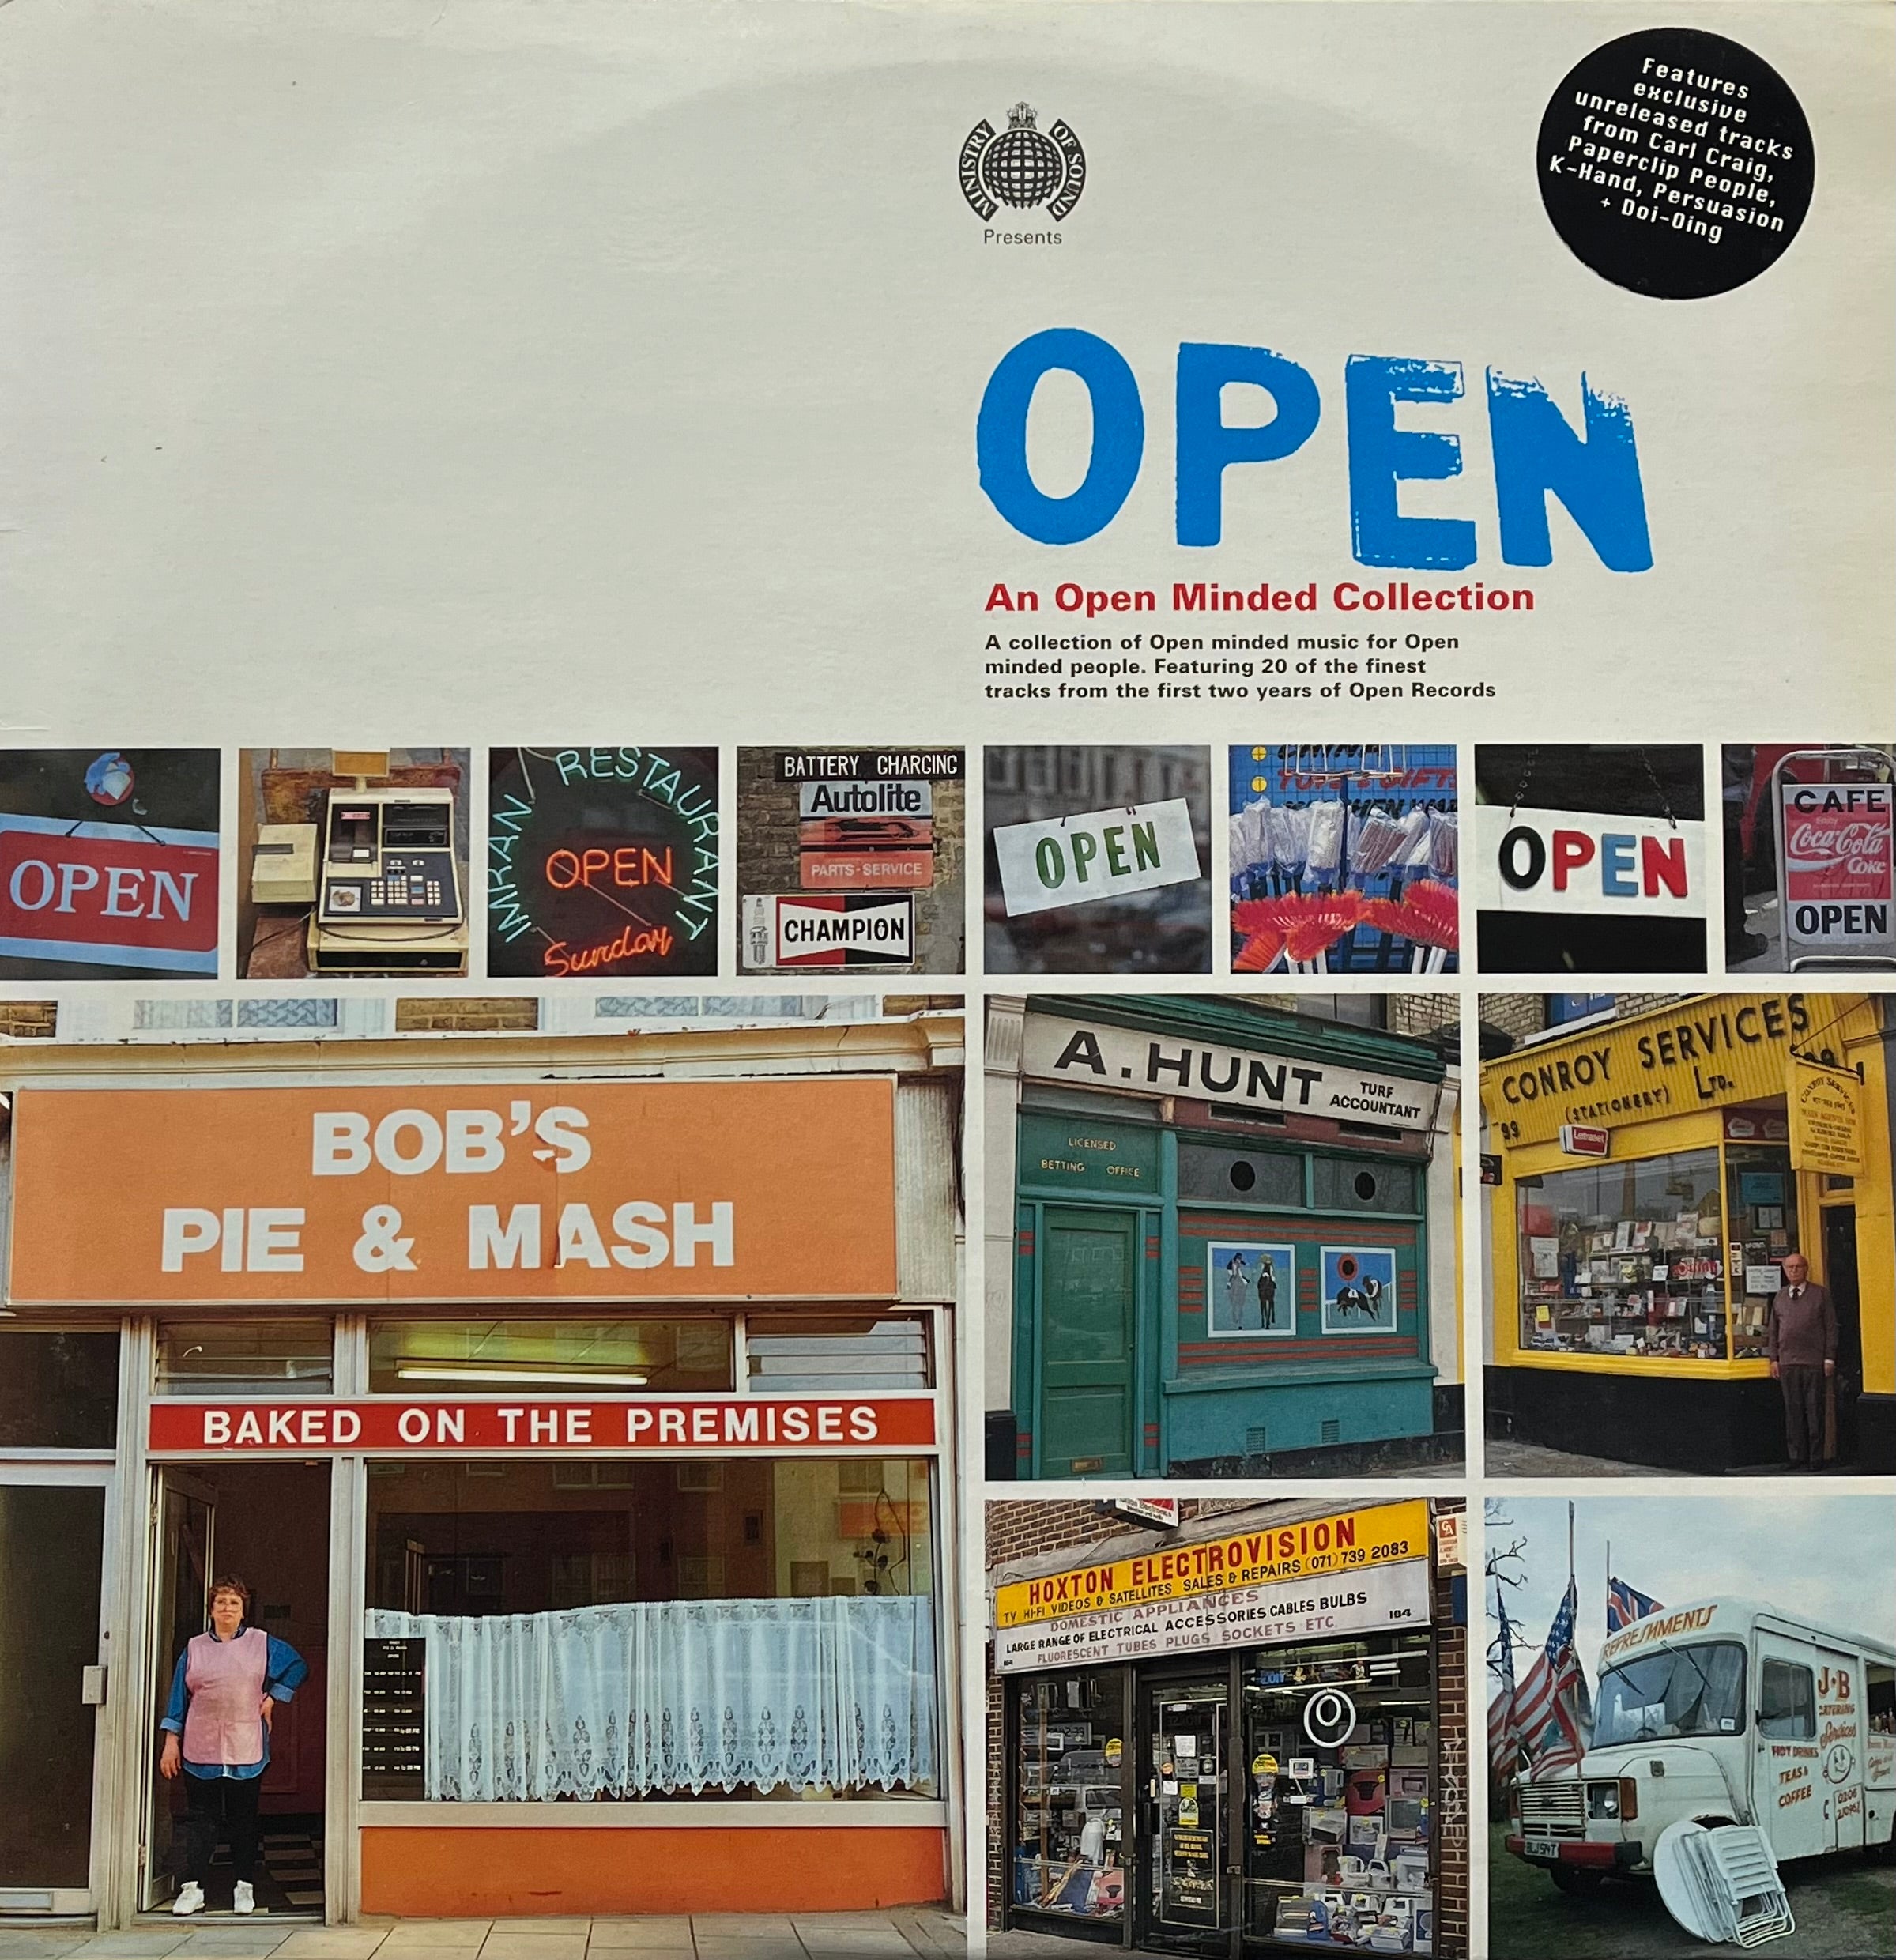 MINISTRY OF SOUND
Presents
Features
exclusive
unreleased tracks
from Carl Craig,
Paperclip People,
K-Hand, Persuasion
+ Doi-Oing
OPEN
An Open Minded Collection
A collection of Open minded music for Open
minded people. Featuring 20 of the finest
tracks from the first two years of Open Records
OPEN
IMRAN RESTAURANT
OPEN
Sunday
BATTERY CHARGING
Autolite
PARTS-SERVICE
CHAMPION
OPEN
OPEN
CAFE
Enjoy
Coca-Cola
Coke
OPEN
BOB'S
PIE & MASH
BAKED ON THE PREMISES
A. HUNT
TURF
ACCOUNTANT
LICENSED
BETTING OFFICE
CONROY SERVICES
(STATIONERY) LTD.
99
Letraset
HOXTON ELECTROVISION
TV HI-FI VIDEOS & SATELLITES SALES & REPAIRS (071) 739 2083
DOMESTIC APPLIANCES
LARGE RANGE OF ELECTRICAL ACCESSORIES CABLES BULBS
184
FLUORESCENT TUBES PLUGS SOCKETS ETC
REFRESHMENTS
J·B
CATERING
Services
HOT DRINKS
TEAS &
COFFEE